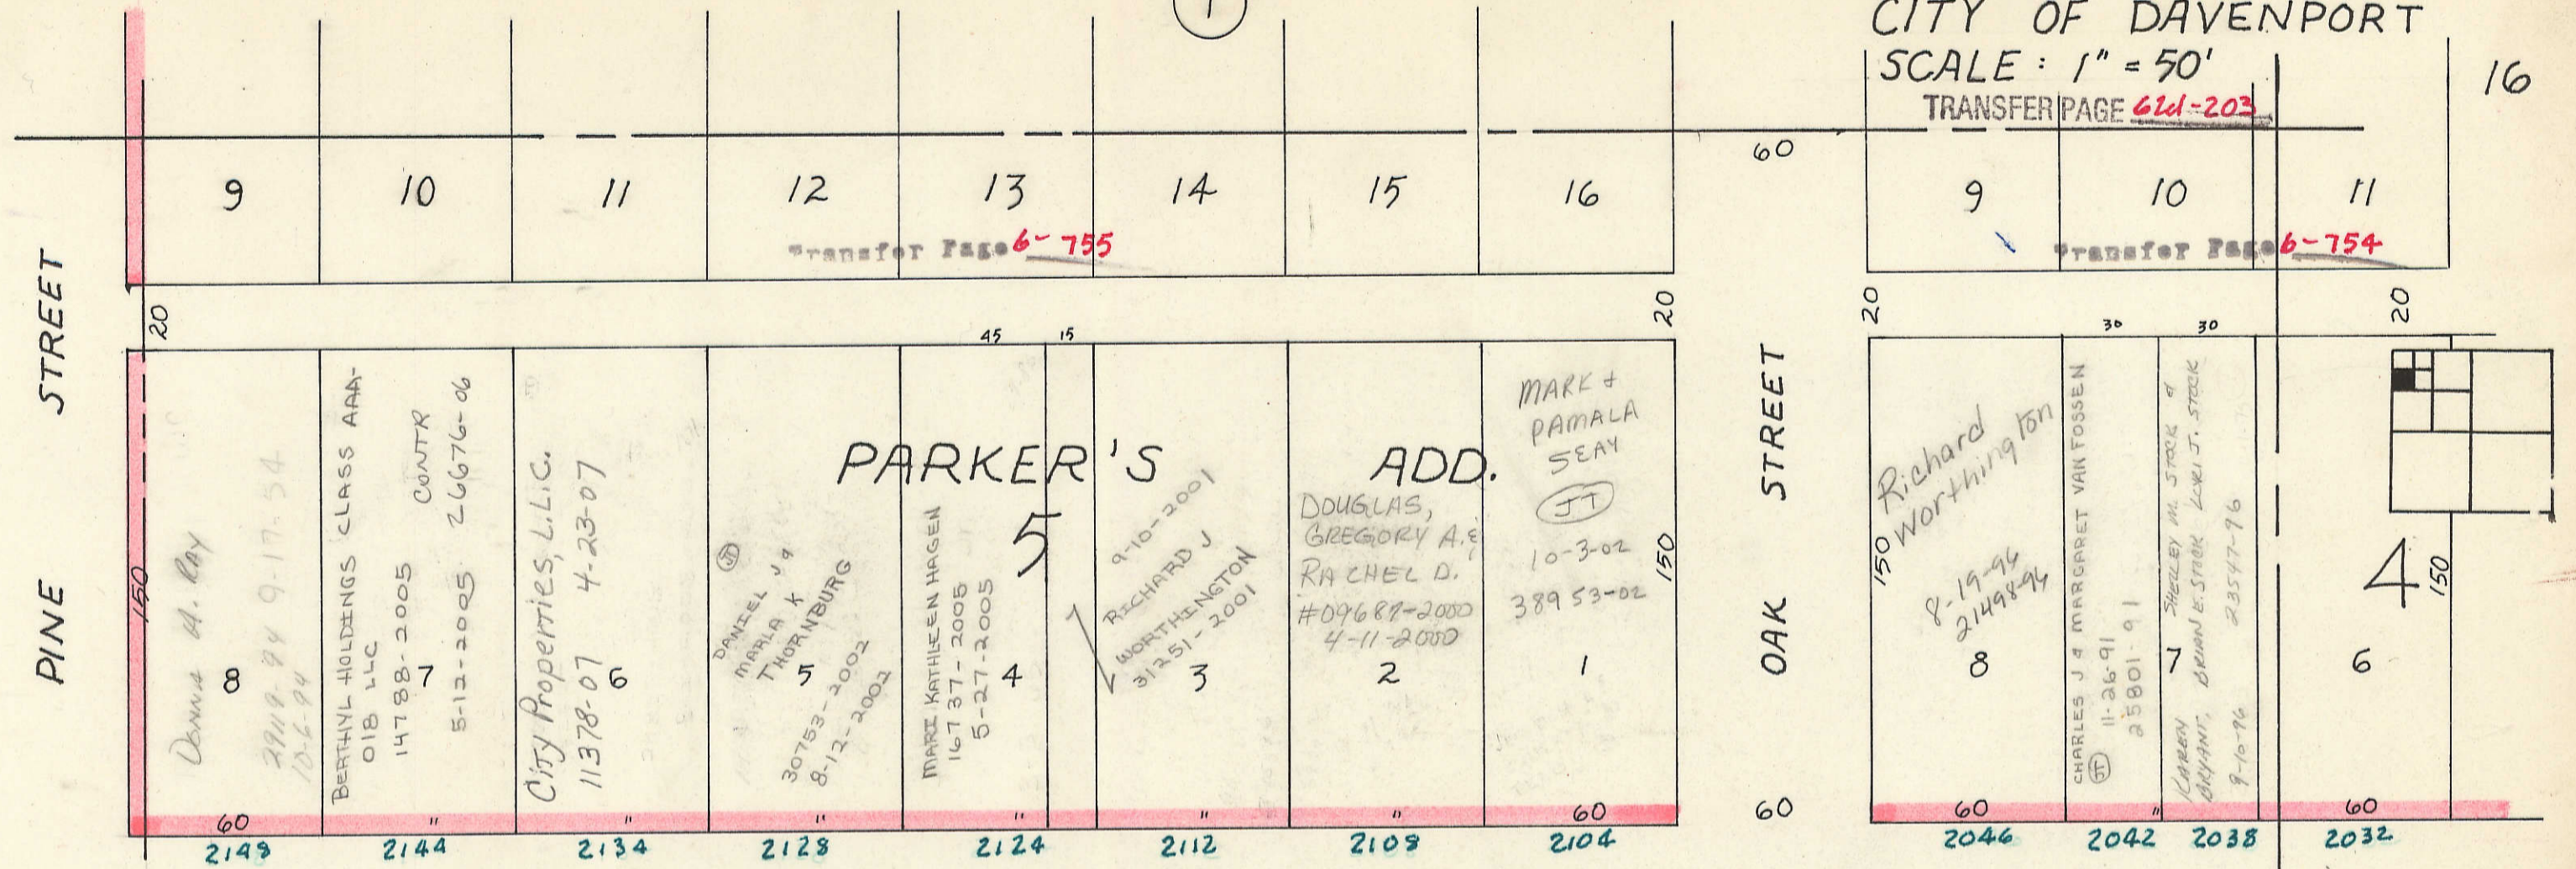 1
CITY OF DAVENPORT
SCALE : 1" = 50'
16
TRANSFER PAGE 62d-203
60
9 10 11 12 13 14 15 16
9 10 11
Transfer Page 6-755
Transfer Page 6-754
PINE STREET
20
45 15
20
OAK STREET
20
30 30
20
PARKER'S ADD.
5
150
Donna
10-6-94
8
BERTHYL HOLDINGS CLASS AAA-
018 LLC
14788-2005
CONTR
5-12-2005 26676-06
7
City Properties, L.L.C.
11378-07 4-23-07
6
JT
DANIEL J &
MARLA K
THORNBURG
30753-2002
8-12-2002
5
MARI KATHLEEN HAGEN
16737-2005
5-27-2005
4
9-10-2001
RICHARD J
WORTHINGTON
31251-2001
3
DOUGLAS,
GREGORY A. &
RACHEL D.
#09687-2000
4-11-2000
2
MARK &
PAMALA
SEAY
JT
10-3-02
38953-02
1
150
150
Richard
Worthington
8-19-94
21498-94
8
CHARLES J & MARGARET VAN FOSSEN
JT 11-26-91
25801-91
7
SHERLEY M. STOCK &
KAREN
BRYANT, BRIAN E. STOCK LORI J. STOCK
9-10-96 23547-96
4
150
6
60 " " " " " " 60
60
60 " 60
2148 2144 2134 2128 2124 2112 2108 2104
2046 2042 2038 2032